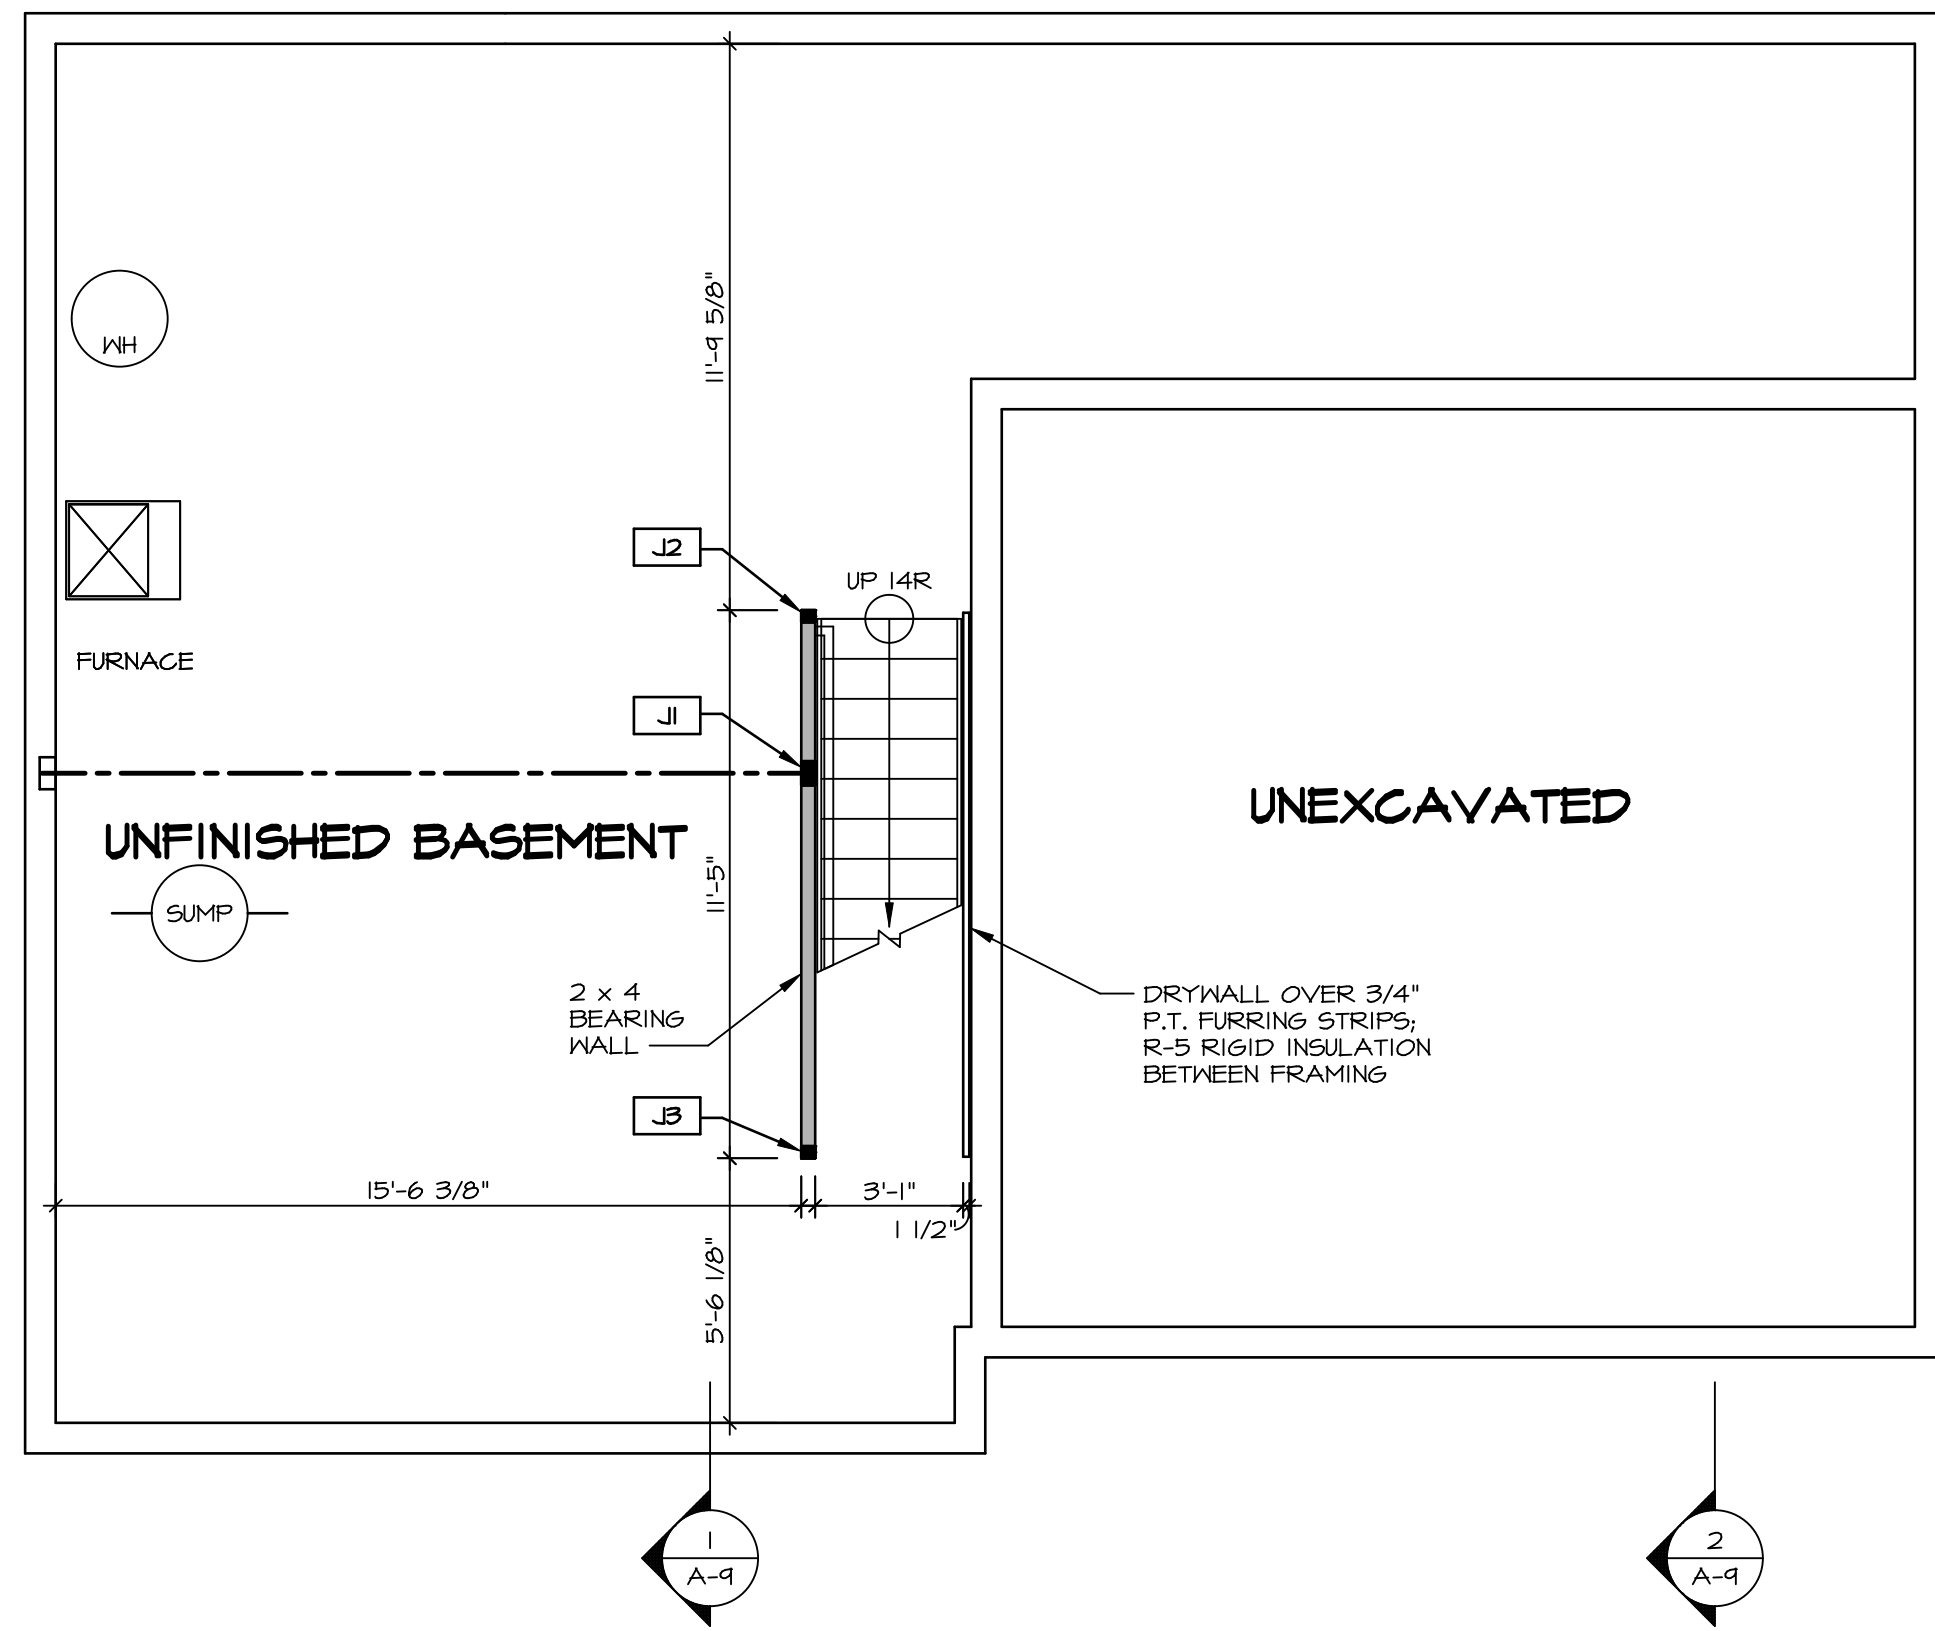 11'-9 5/8"
WH
J2
UP 14R
FURNACE
J1
UNFINISHED BASEMENT
UNEXCAVATED
11'-5"
SUMP
2 x 4
BEARING
WALL
DRYWALL OVER 3/4"
P.T. FURRING STRIPS;
R-5 RIGID INSULATION
BETWEEN FRAMING
J3
15'-6 3/8"
3'-1"
1 1/2"
5'-6 1/8"
1
A-9
2
A-9